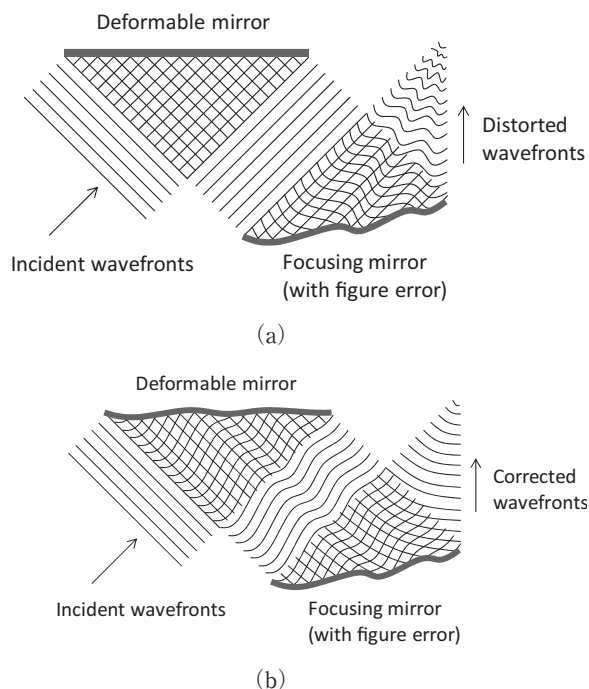 Deformable mirror
Distorted
wavefronts
Incident wavefronts
Focusing mirror
(with figure error)
(a)
Deformable mirror
Corrected
wavefronts
Incident wavefronts
Focusing mirror
(with figure error)
(b)